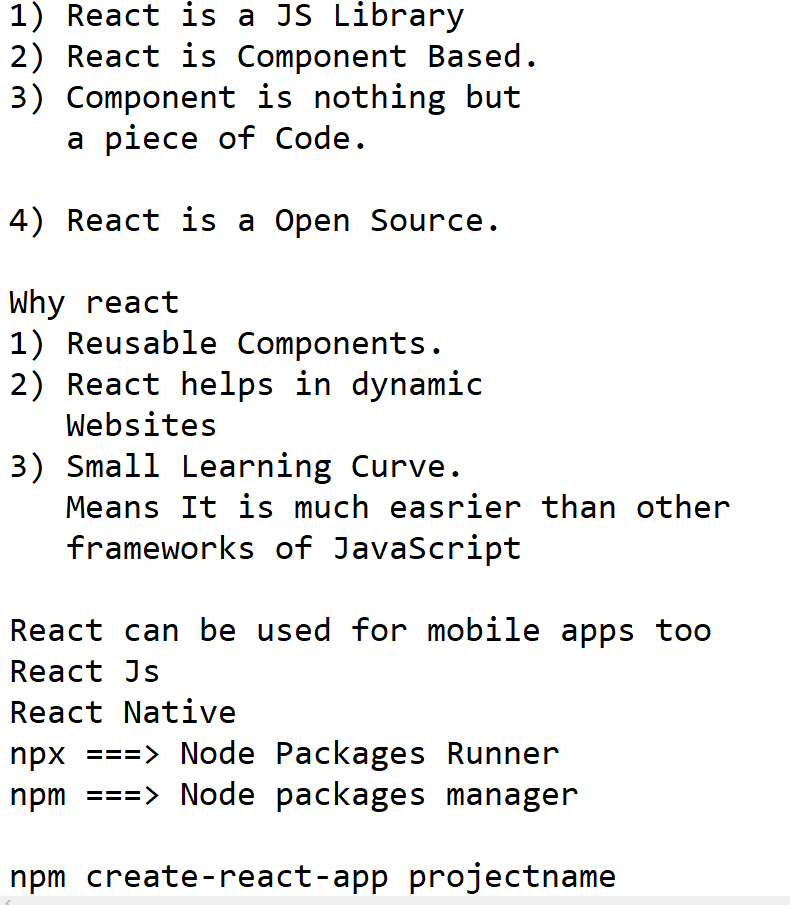 1) React is a JS Library
2) React is Component Based.
3) Component is nothing but
a piece of Code.
4) React is a Open Source.
Why react
1) Reusable Components.
2) React helps in dynamic
Websites
3) Small Learning Curve.
Means It is much easrier than other
frameworks of JavaScript
React can be used for mobile apps too
React Js
React Native
npx ===> Node Packages Runner
npm ===> Node packages manager
npm create-react-app projectname